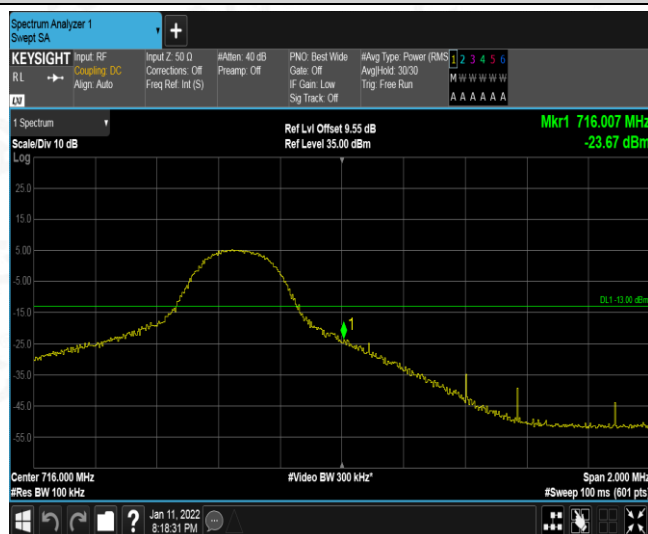 Spectrum Analyzer 1
Swept SA
+
KEYSIGHT
RL
LXI
Input: RF
Coupling: DC
Align: Auto
Input Z: 50 Ω
Corrections: Off
Freq Ref: Int (S)
#Atten: 40 dB
Preamp: Off
PNO: Best Wide
Gate: Off
IF Gain: Low
Sig Track: Off
#Avg Type: Power (RMS
Avg|Hold: 30/30
Trig: Free Run
1 2 3 4 5 6
M W W W W W
A A A A A A
1 Spectrum
Scale/Div 10 dB
Ref Lvl Offset 9.55 dB
Ref Level 35.00 dBm
Mkr1 716.007 MHz
-23.67 dBm
Log
25.0
15.0
5.00
-5.00
DL1 -13.00 dBm
-15.0
1
-25.0
-35.0
-45.0
-55.0
Center 716.000 MHz
#Res BW 100 kHz
#Video BW 300 kHz*
Span 2.000 MHz
#Sweep 100 ms (601 pts)
?
Jan 11, 2022
8:18:31 PM